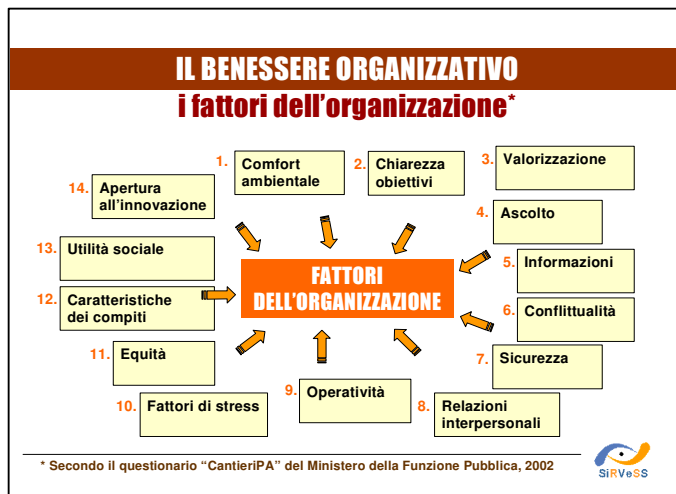 IL BENESSERE ORGANIZZATIVO
i fattori dell'organizzazione*
1. Comfort
ambientale
2. Chiarezza
obiettivi
3. Valorizzazione
4. Ascolto
5. Informazioni
6. Conflittualità
7. Sicurezza
8. Relazioni
interpersonali
9. Operatività
10. Fattori di stress
11. Equità
12. Caratteristiche
dei compiti
13. Utilità sociale
14. Apertura
all'innovazione
FATTORI
DELL'ORGANIZZAZIONE
* Secondo il questionario “CantieriPA” del Ministero della Funzione Pubblica, 2002
SiRVeSS